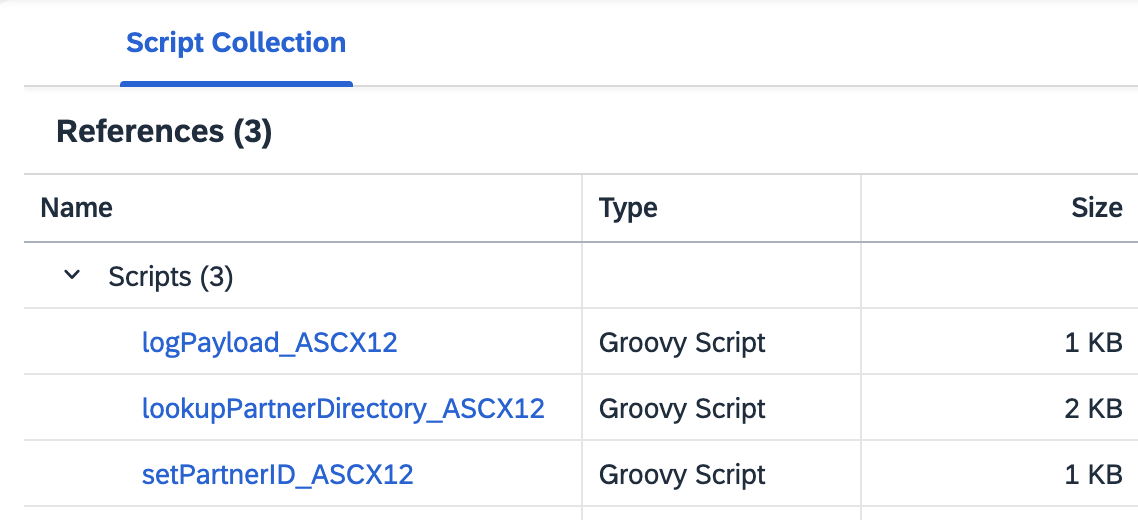 Script Collection
References (3)
Name Type Size
Scripts (3)
logPayload_ASCX12 Groovy Script 1 KB
lookupPartnerDirectory_ASCX12 Groovy Script 2 KB
setPartnerID_ASCX12 Groovy Script 1 KB